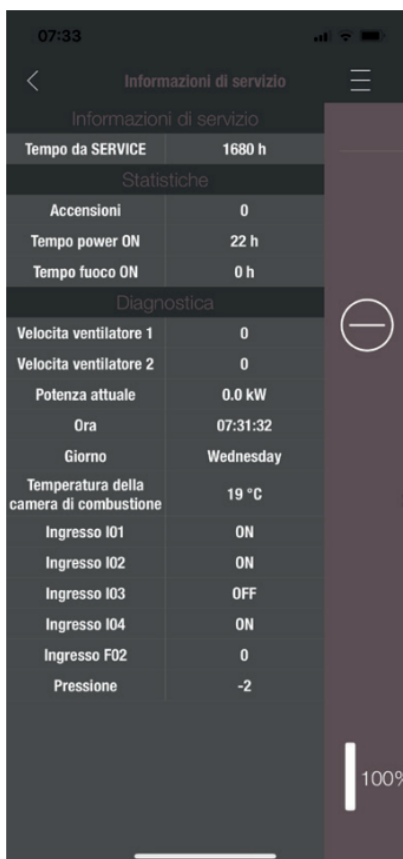 07:33
Informazioni di servizio
Informazioni di servizio
Tempo da SERVICE 1680 h
Statistiche
Accensioni 0
Tempo power ON 22 h
Tempo fuoco ON 0 h
Diagnostica
Velocita ventilatore 1 0
Velocita ventilatore 2 0
Potenza attuale 0.0 kW
Ora 07:31:32
Giorno Wednesday
Temperatura della
camera di combustione 19 °C
Ingresso I01 ON
Ingresso I02 ON
Ingresso I03 OFF
Ingresso I04 ON
Ingresso F02 0
Pressione -2
100%